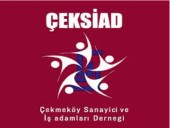 ÇEKSİAD
Çekmeköy Sanayici ve
İş adamları Dernegi